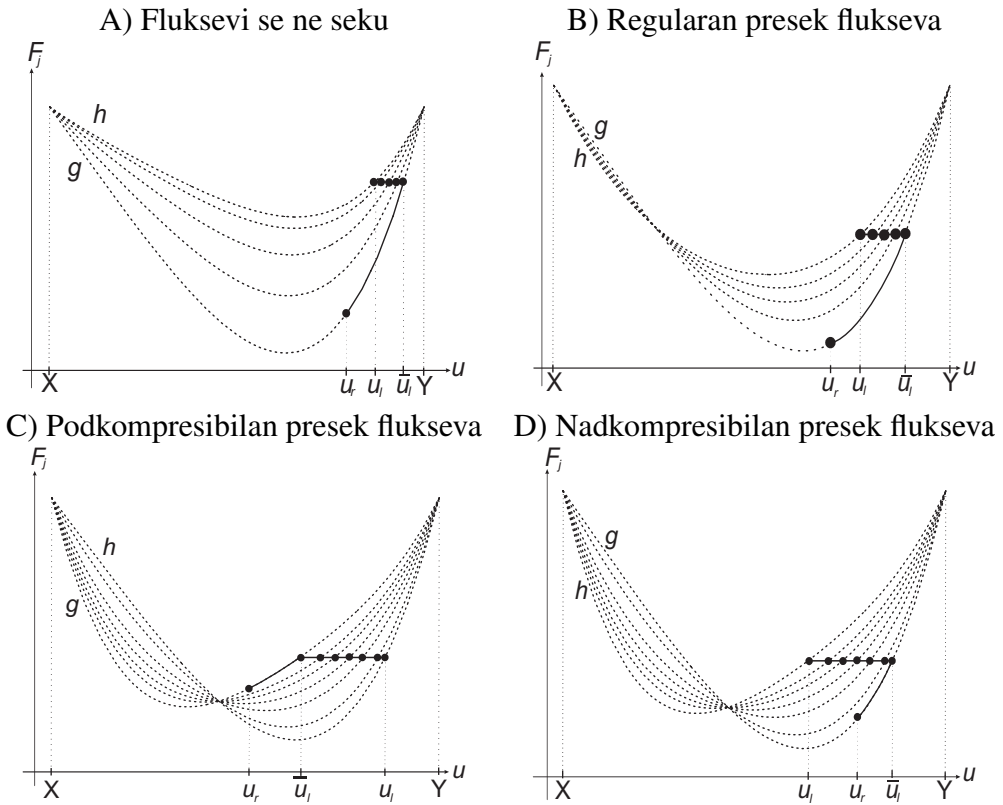 A) Fluksevi se ne seku
F_j
h
g
X u_r u_l ū_l Y u
B) Regularan presek flukseva
F_j
g
h
X u_r u_l ū_l Y u
C) Podkompresibilan presek flukseva
F_j
h
g
X u_r ū_l u_l Y u
D) Nadkompresibilan presek flukseva
F_j
g
h
X u_l u_r ū_l Y u